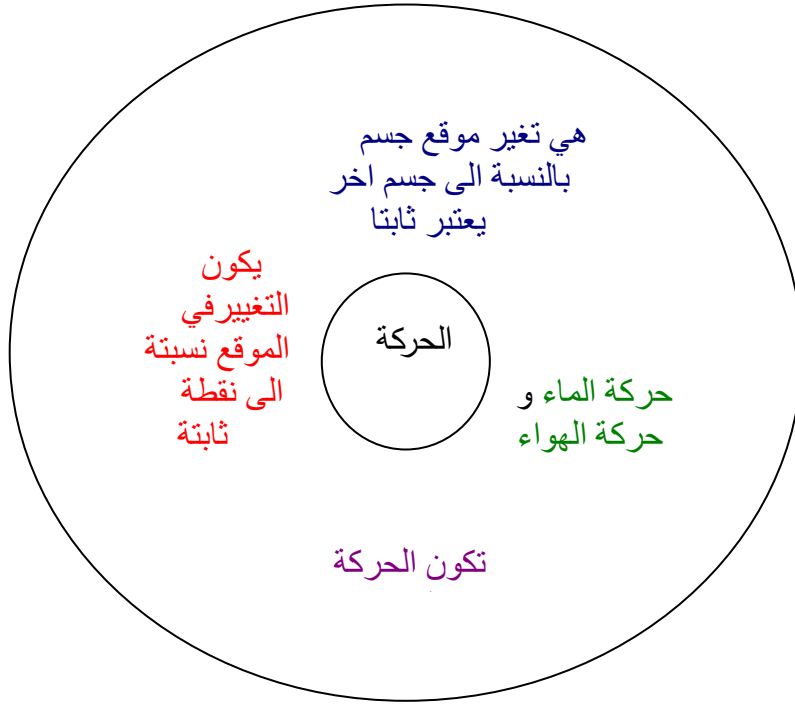 هي تغير موقع جسم
بالنسبة الى جسم اخر
يعتبر ثابتا
يكون
التغييرفي
الموقع نسبتة
الى نقطة
ثابتة
الحركة
حركة الماء و
حركة الهواء
تكون الحركة